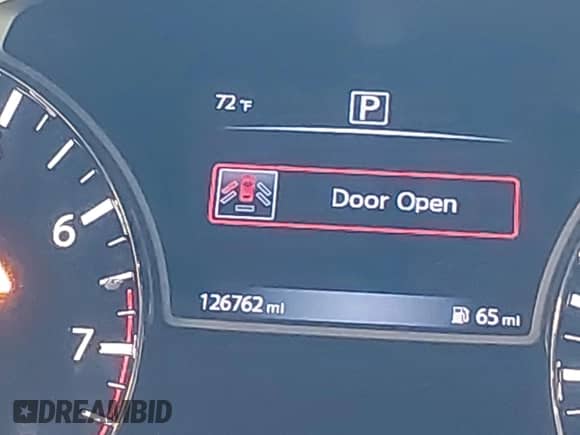 72 °F
P
Door Open
6
126762 mi
65 mi
7
DREAMBID